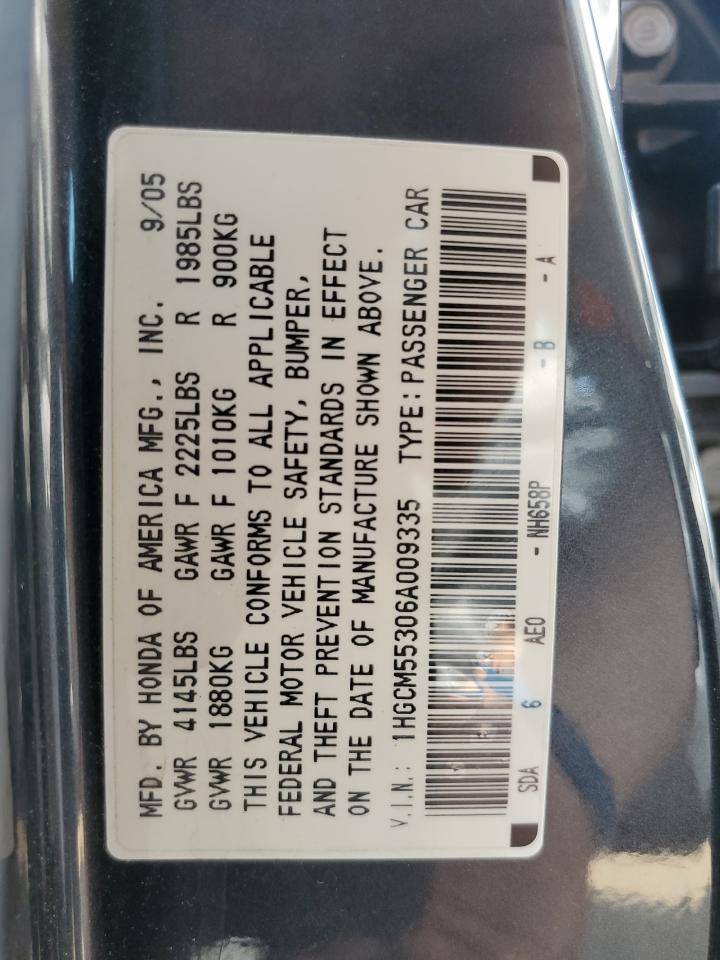 MFD. BY HONDA OF AMERICA MFG., INC. 9/05
GVWR 4145LBS GAWR F 2225LBS R 1985LBS
GVWR 1880KG GAWR F 1010KG R 900KG
THIS VEHICLE CONFORMS TO ALL APPLICABLE
FEDERAL MOTOR VEHICLE SAFETY, BUMPER,
AND THEFT PREVENTION STANDARDS IN EFFECT
ON THE DATE OF MANUFACTURE SHOWN ABOVE.
V.I.N.: 1HGCM55306A009335 TYPE: PASSENGER CAR
SDA 6 AE0 - NH658P - B - A